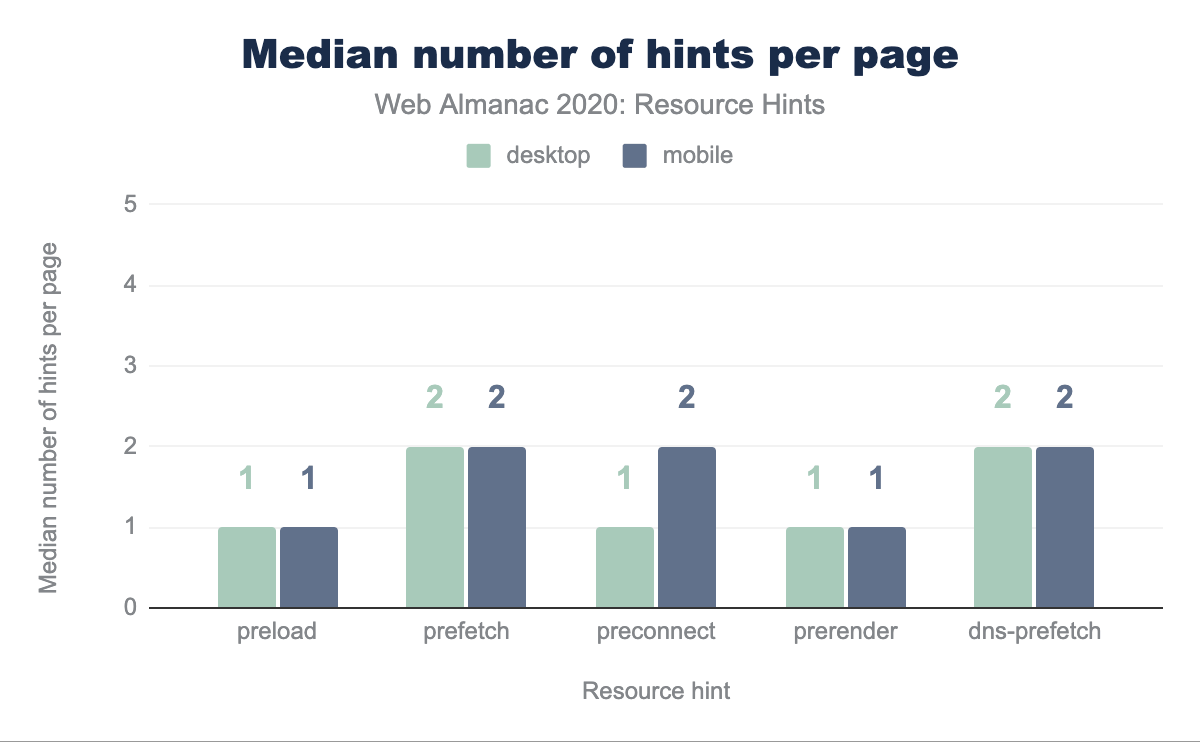 Median number of hints per page
Web Almanac 2020: Resource Hints
desktop mobile
Median number of hints per page
5
4
3
2
1
0
1 1 2 2 1 2 1 1 2 2
preload prefetch preconnect prerender dns-prefetch
Resource hint